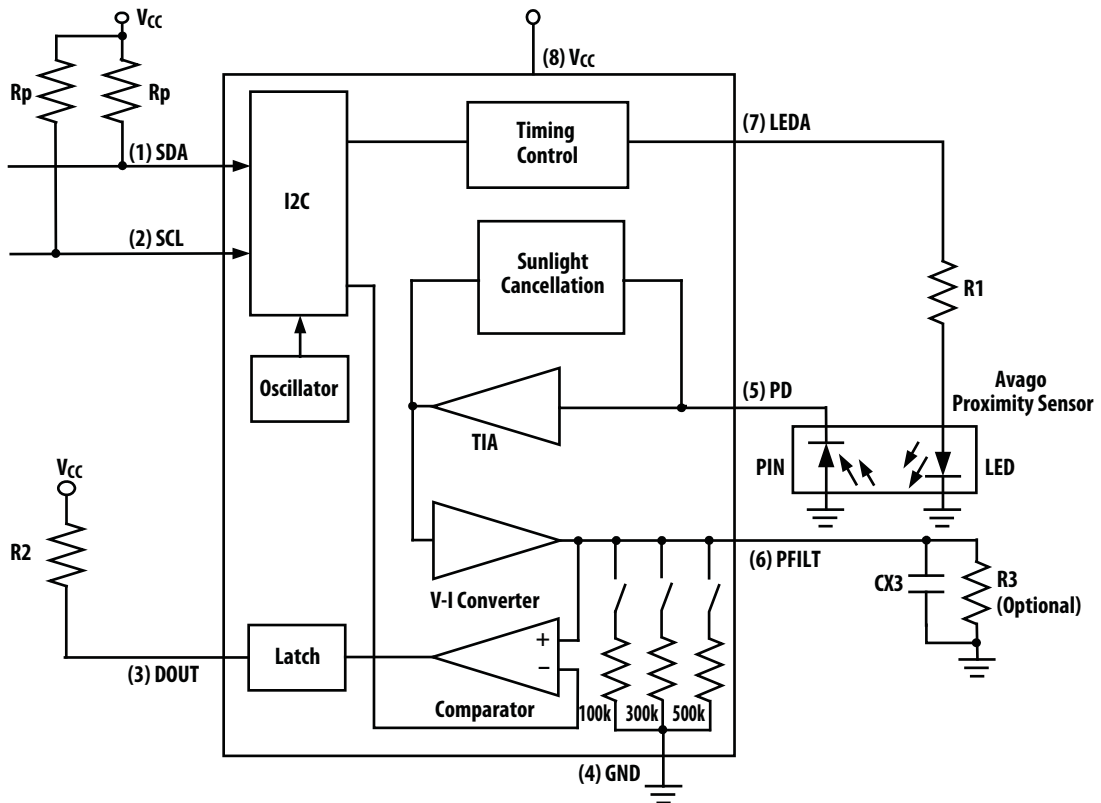 VCC
(8) VCC
Rp
Rp
Timing
Control
(7) LEDA
(1) SDA
I2C
(2) SCL
Sunlight
Cancellation
R1
Oscillator
(5) PD
Avago
Proximity Sensor
TIA
PIN
LED
VCC
R2
(6) PFILT
CX3
R3
(Optional)
V-I Converter
+
Latch
−
(3) DOUT
Comparator
100k
300k
500k
(4) GND